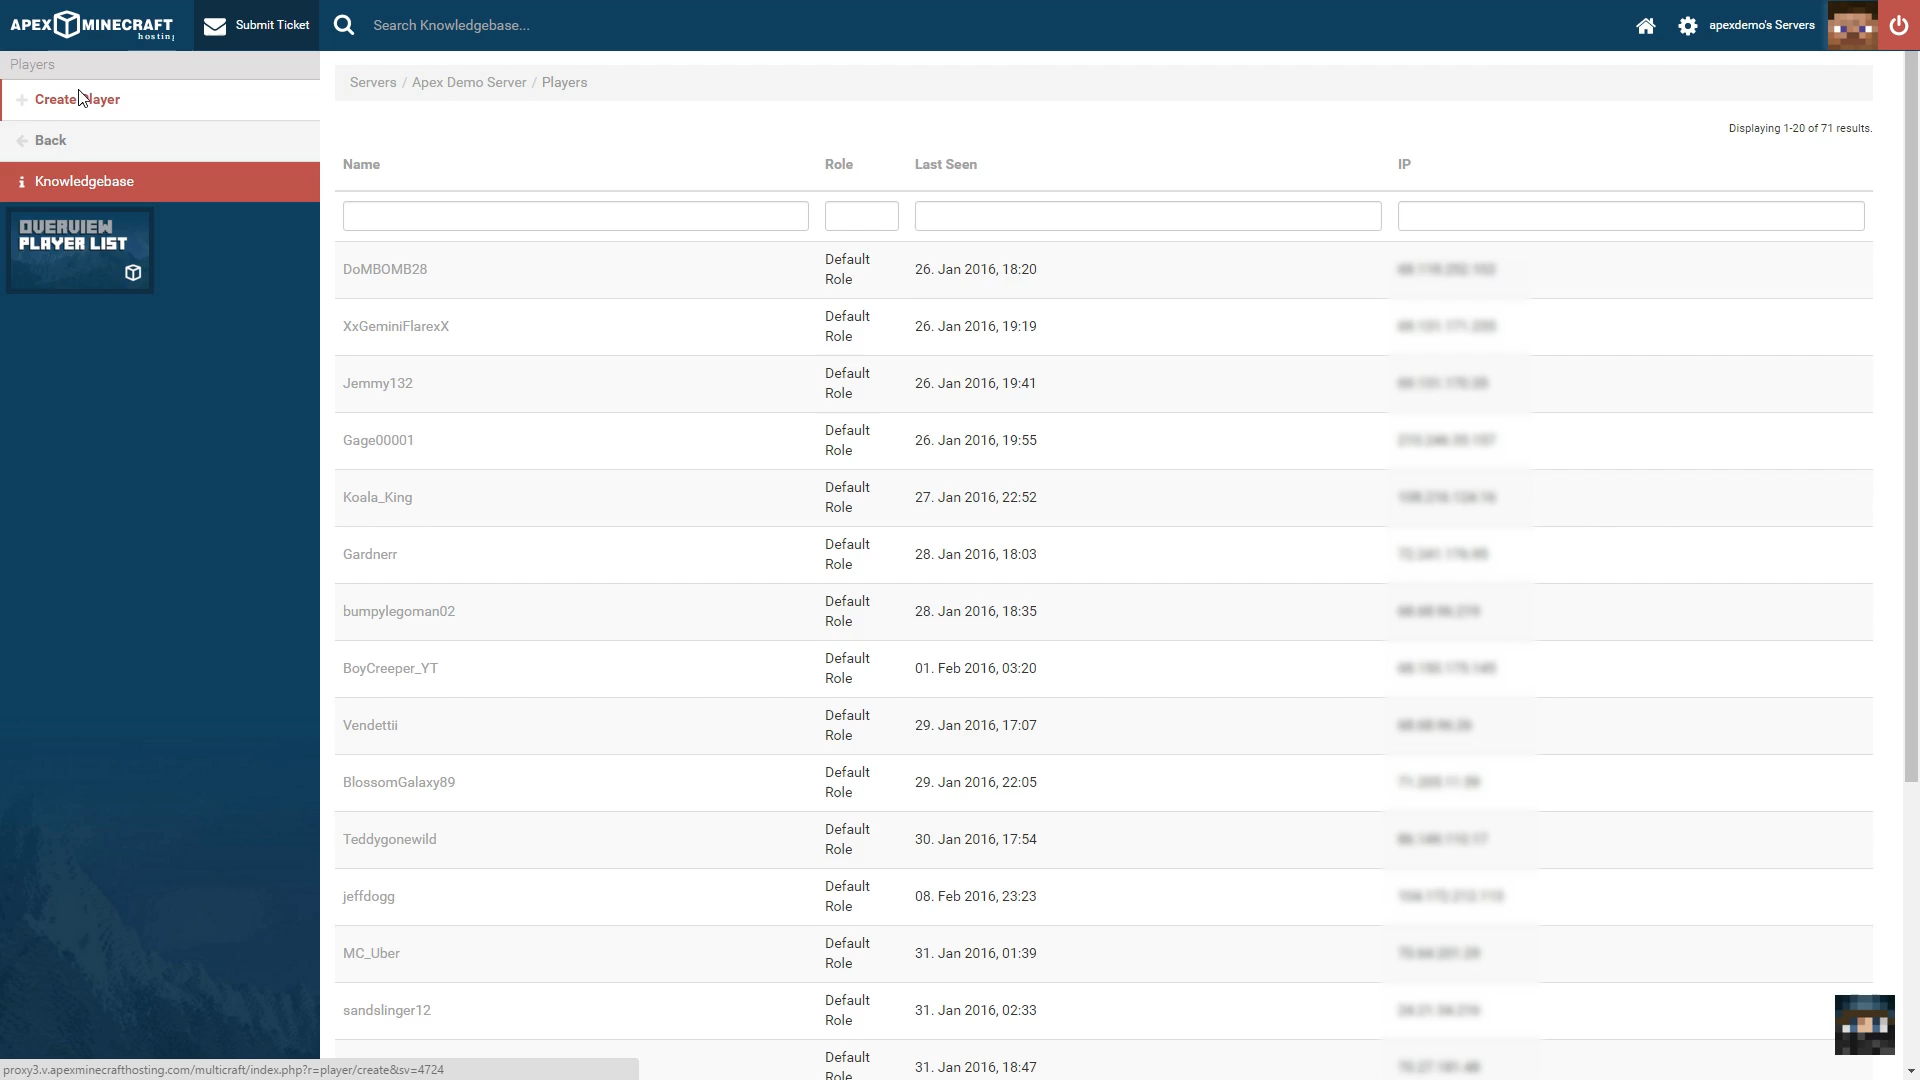 APEX MINECRAFT
hosting
Submit Ticket
Search Knowledgebase...
apexdemo's Servers
Players
Create Player
Back
Knowledgebase
OVERVIEW
PLAYER LIST
Servers / Apex Demo Server / Players
Displaying 1-20 of 71 results.
Name Role Last Seen IP
DoMBOMB28 Default Role 26. Jan 2016, 18:20
XxGeminiFlarexX Default Role 26. Jan 2016, 19:19
Jemmy132 Default Role 26. Jan 2016, 19:41
Gage00001 Default Role 26. Jan 2016, 19:55
Koala_King Default Role 27. Jan 2016, 22:52
Gardnerr Default Role 28. Jan 2016, 18:03
bumpylegoman02 Default Role 28. Jan 2016, 18:35
BoyCreeper_YT Default Role 01. Feb 2016, 03:20
Vendettii Default Role 29. Jan 2016, 17:07
BlossomGalaxy89 Default Role 29. Jan 2016, 22:05
Teddygonewild Default Role 30. Jan 2016, 17:54
jeffdogg Default Role 08. Feb 2016, 23:23
MC_Uber Default Role 31. Jan 2016, 01:39
sandslinger12 Default Role 31. Jan 2016, 02:33
Default Role 31. Jan 2016, 18:47
proxy3.v.apexminecrafthosting.com/multicraft/index.php?r=player/create&sv=4724